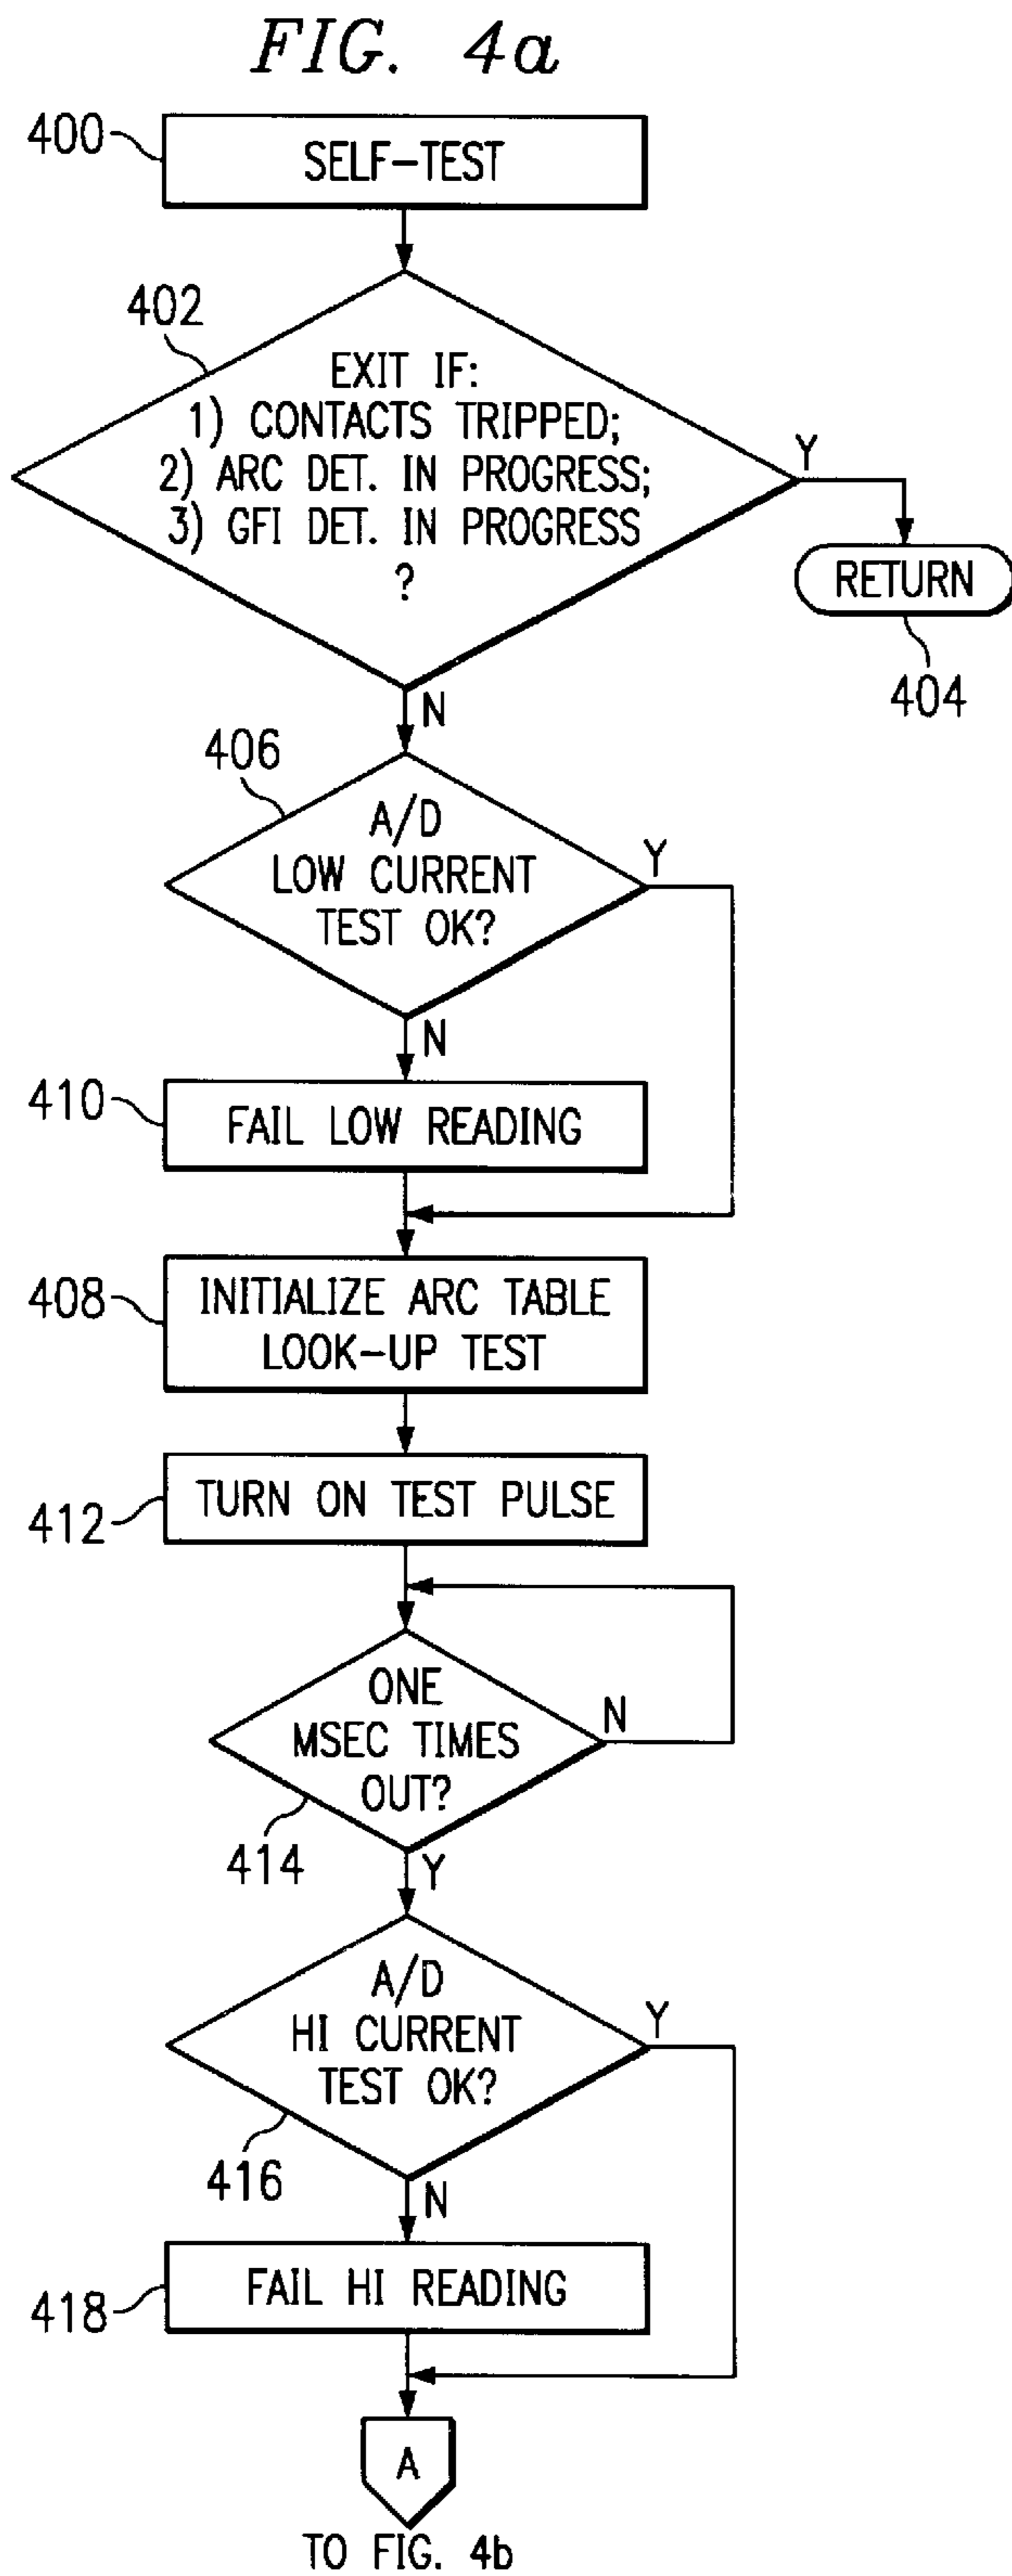 FIG. 4a
400
SELF-TEST
402
EXIT IF:
1) CONTACTS TRIPPED;
2) ARC DET. IN PROGRESS;
3) GFI DET. IN PROGRESS
?
Y
RETURN
404
N
406
A/D
LOW CURRENT
TEST OK?
Y
N
410
FAIL LOW READING
408
INITIALIZE ARC TABLE
LOOK-UP TEST
412
TURN ON TEST PULSE
ONE
MSEC TIMES
OUT?
N
414
Y
A/D
HI CURRENT
TEST OK?
Y
416
N
418
FAIL HI READING
A
TO FIG. 4b